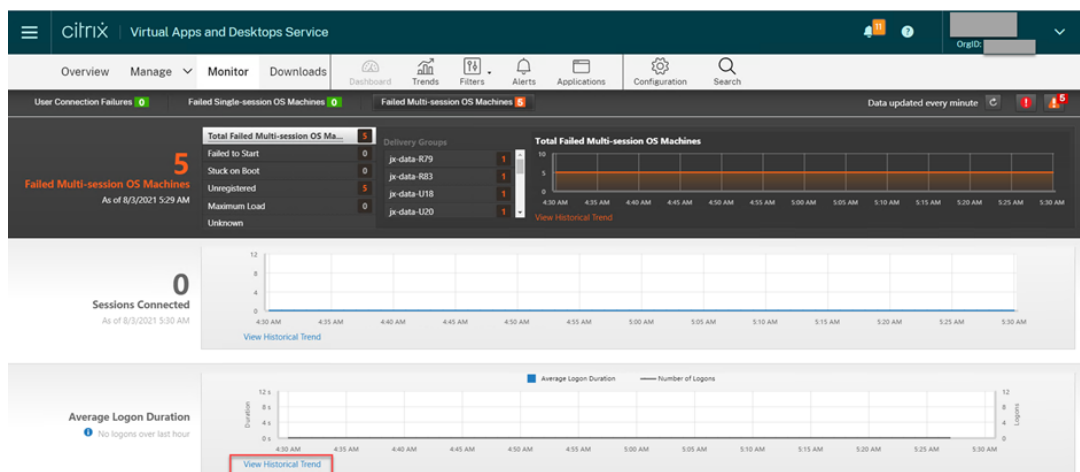 citrix | Virtual Apps and Desktops Service 11 ? OrgID:
Overview Manage Monitor Downloads Dashboard Trends Filters Alerts Applications Configuration Search
User Connection Failures 0 Failed Single-session OS Machines 0 Failed Multi-session OS Machines 5 Data updated every minute 5
5
Failed Multi-session OS Machines
As of 8/3/2021 5:29 AM
Total Failed Multi-session OS Ma... 5
Failed to Start 0
Stuck on Boot 0
Unregistered 5
Maximum Load 0
Unknown
Delivery Groups
jx-data-R79 1
jx-data-R83 1
jx-data-U18 1
jx-data-U20 1
Total Failed Multi-session OS Machines
10
5
0
4:30 AM 4:35 AM 4:40 AM 4:45 AM 4:50 AM 4:55 AM 5:00 AM 5:05 AM 5:10 AM 5:15 AM 5:20 AM 5:25 AM 5:30 AM
View Historical Trend
0
Sessions Connected
As of 8/3/2021 5:30 AM
12
8
4
0
4:30 AM 4:35 AM 4:40 AM 4:45 AM 4:50 AM 4:55 AM 5:00 AM 5:05 AM 5:10 AM 5:15 AM 5:20 AM 5:25 AM 5:30 AM
View Historical Trend
Average Logon Duration
No logons over last hour
Average Logon Duration Number of Logons
Duration
12 s
8 s
4 s
0 s
12
8
4
0
Logons
4:30 AM 4:35 AM 4:40 AM 4:45 AM 4:50 AM 4:55 AM 5:00 AM 5:05 AM 5:10 AM 5:15 AM 5:20 AM 5:25 AM 5:30 AM
View Historical Trend